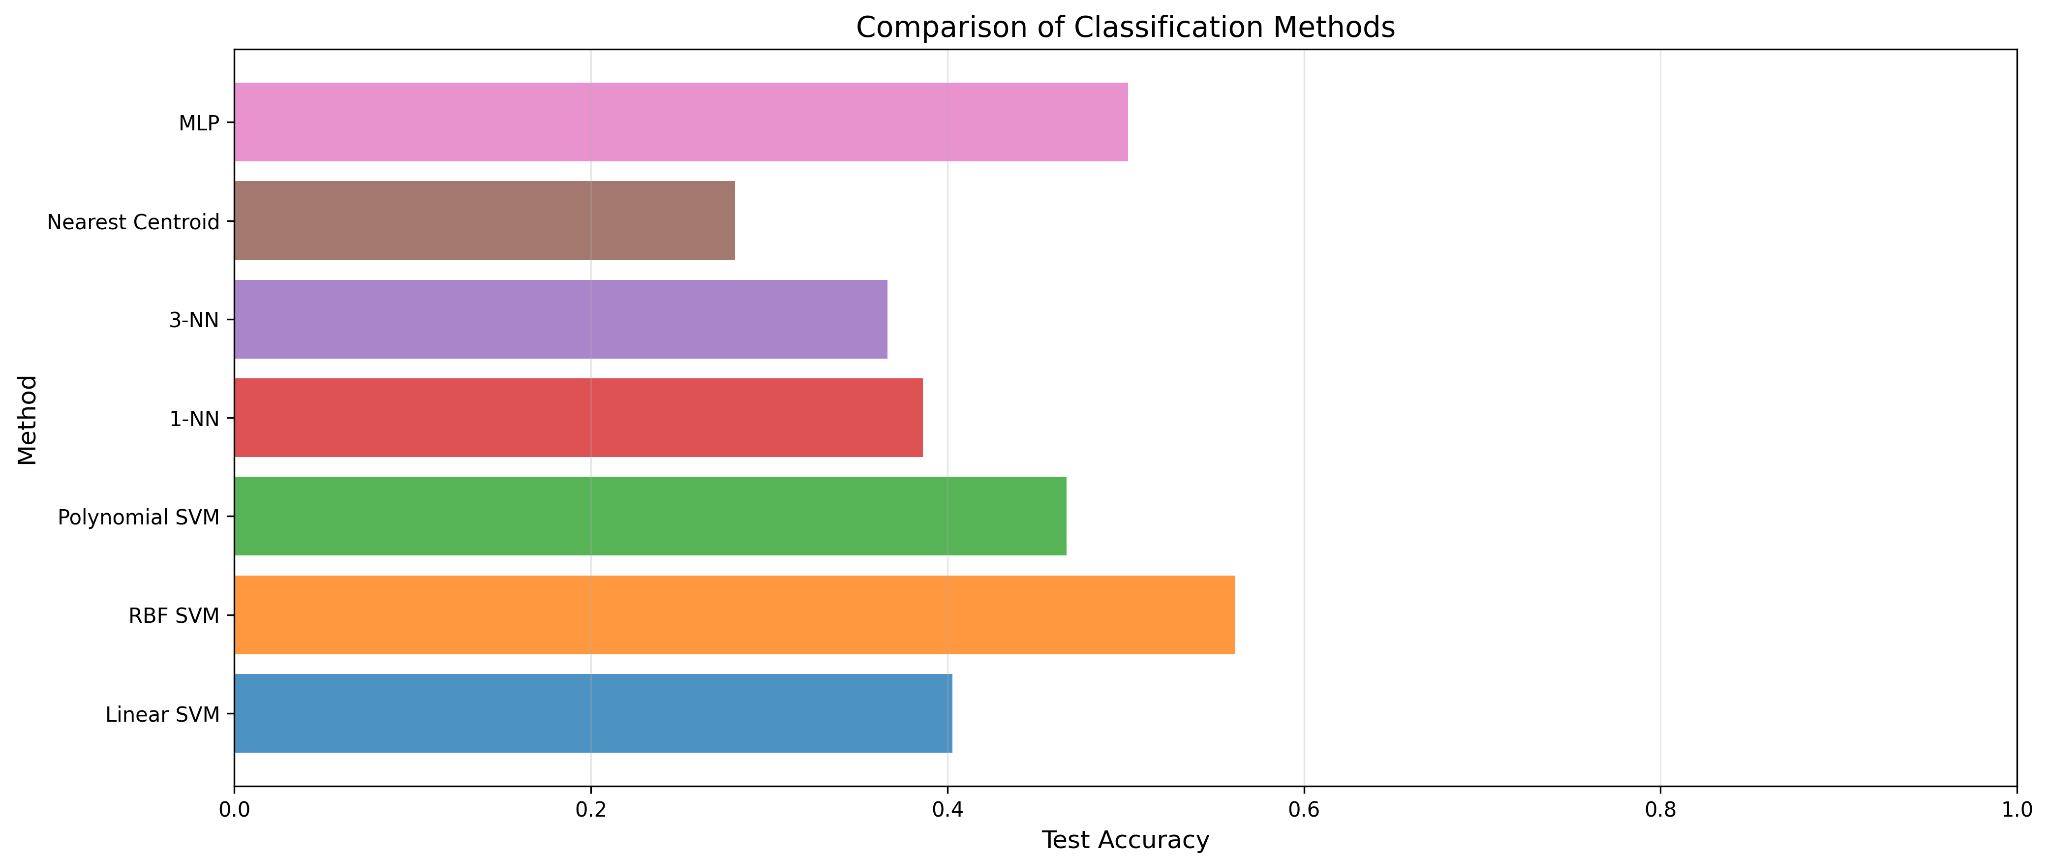 Comparison of Classification Methods
MLP
Nearest Centroid
3-NN
1-NN
Polynomial SVM
RBF SVM
Linear SVM
Method
0.0 0.2 0.4 0.6 0.8 1.0
Test Accuracy